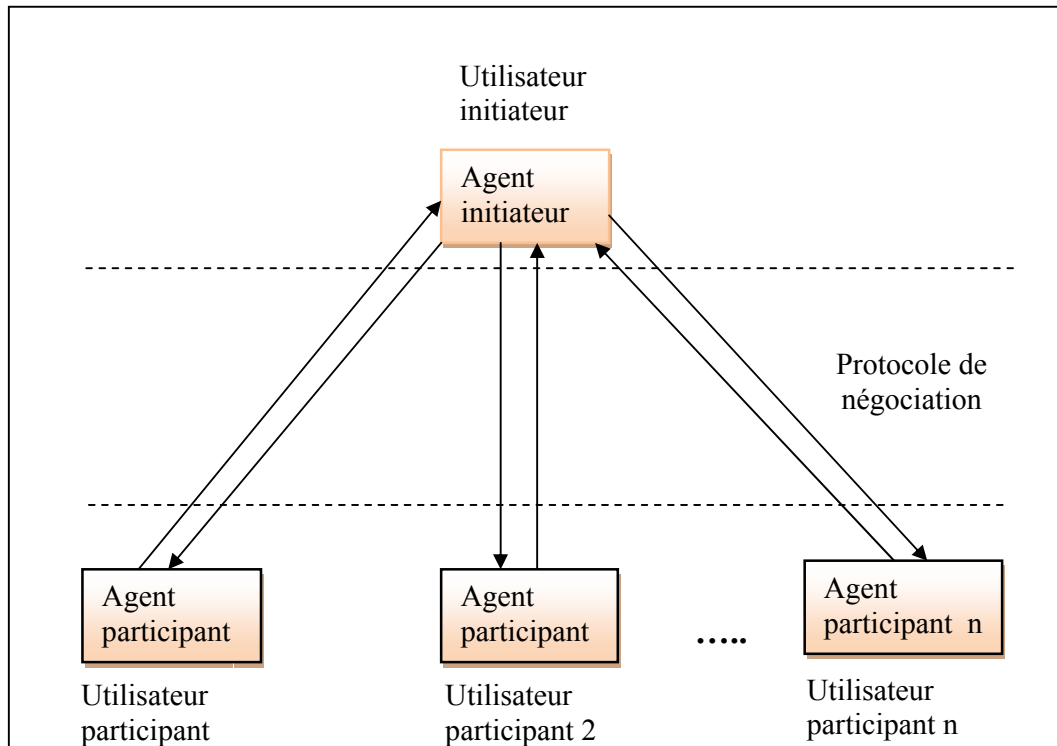 Utilisateur
initiateur
Agent
initiateur
Protocole de
négociation
Agent
participant
Agent
participant
.....
Agent
participant n
Utilisateur
participant
Utilisateur
participant 2
Utilisateur
participant n